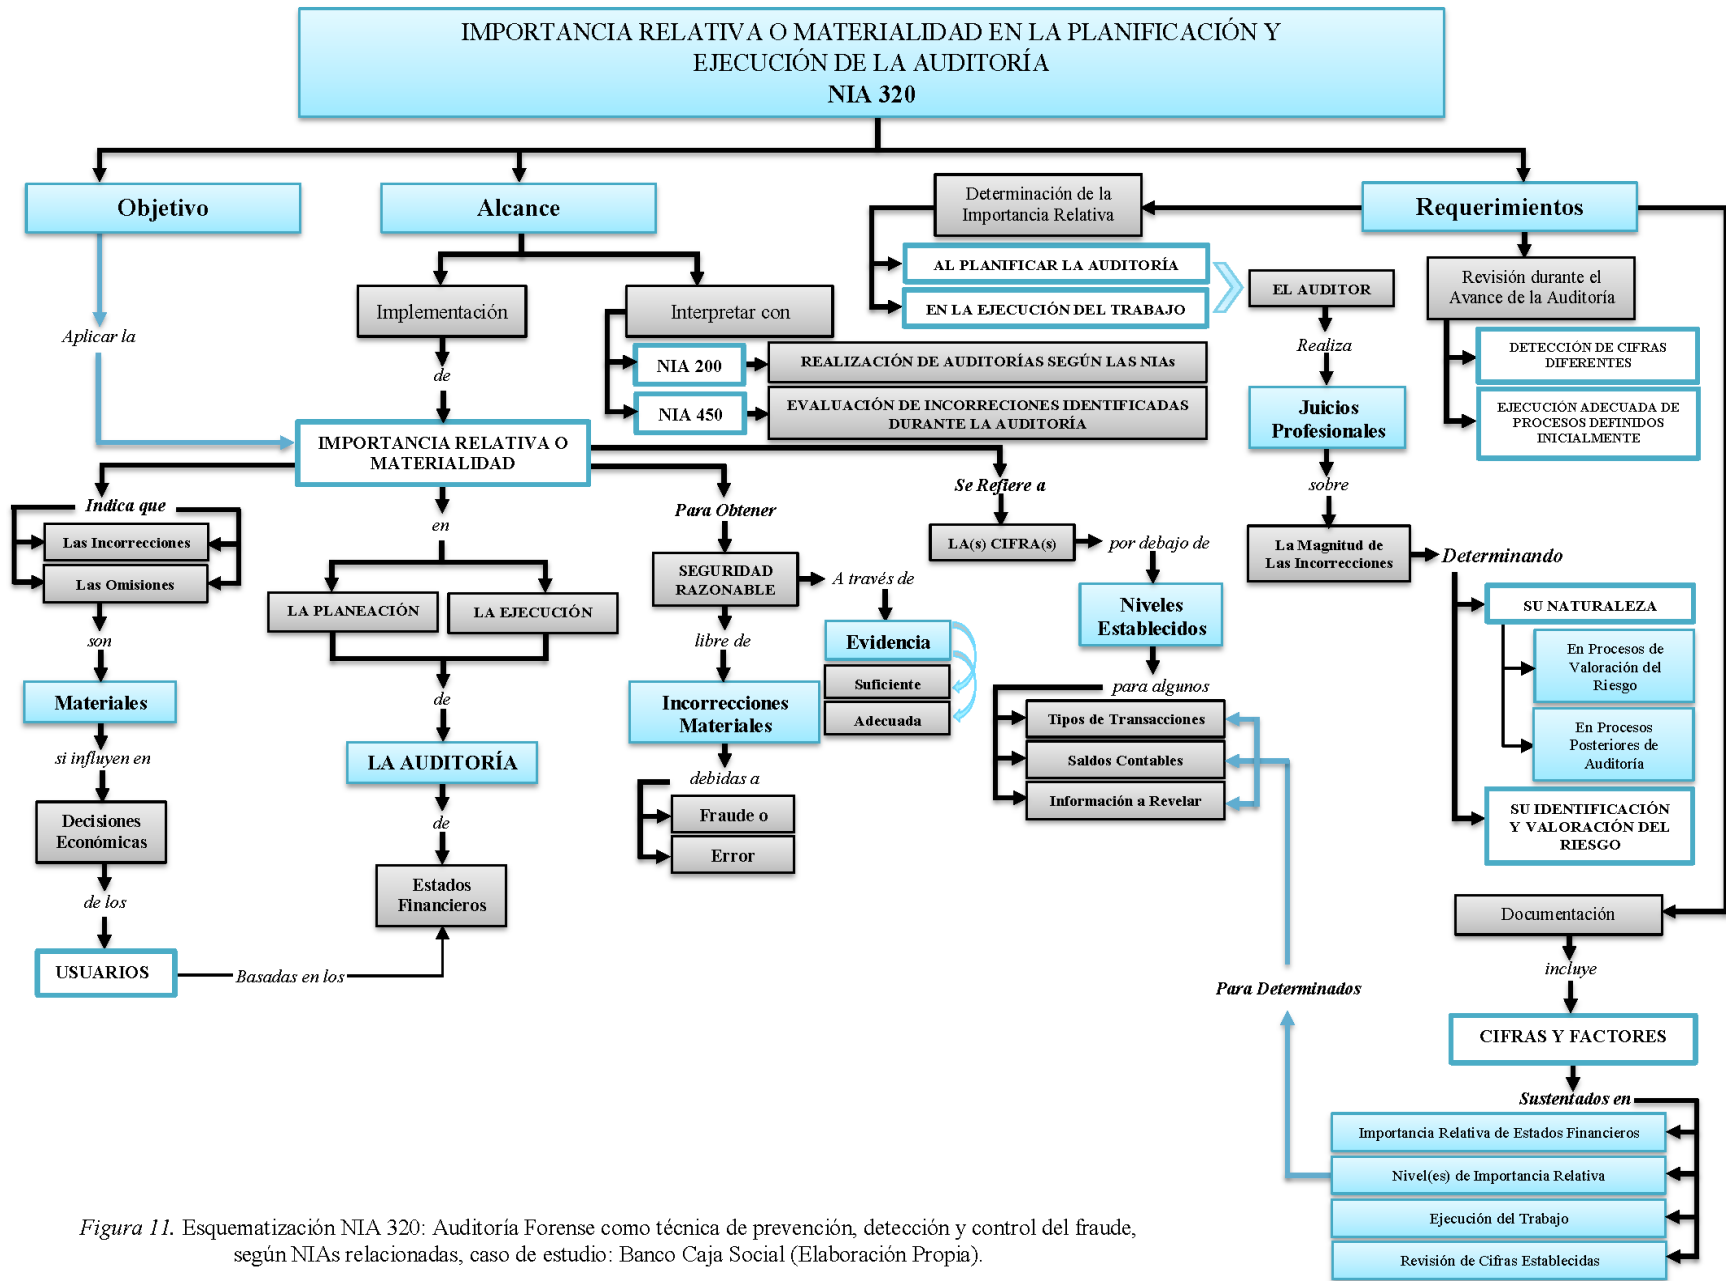 IMPORTANCIA RELATIVA O MATERIALIDAD EN LA PLANIFICACIÓN Y
EJECUCIÓN DE LA AUDITORÍA
NIA 320
Objetivo
Aplicar la
Alcance
Implementación
de
Interpretar con
NIA 200
REALIZACIÓN DE AUDITORÍAS SEGÚN LAS NIAs
NIA 450
EVALUACIÓN DE INCORRECIONES IDENTIFICADAS
DURANTE LA AUDITORÍA
IMPORTANCIA RELATIVA O
MATERIALIDAD
Indica que
Las Incorrecciones
Las Omisiones
son
Materiales
si influyen en
Decisiones
Económicas
de los
USUARIOS
Basadas en los
en
LA PLANEACIÓN
LA EJECUCIÓN
de
LA AUDITORÍA
de
Estados
Financieros
Para Obtener
SEGURIDAD
RAZONABLE
A través de
Evidencia
Suficiente
Adecuada
libre de
Incorrecciones
Materiales
debidas a
Fraude o
Error
Se Refiere a
LA(s) CIFRA(s)
por debajo de
Niveles
Establecidos
para algunos
Tipos de Transacciones
Saldos Contables
Información a Revelar
Requerimientos
Determinación de la
Importancia Relativa
AL PLANIFICAR LA AUDITORÍA
EN LA EJECUCIÓN DEL TRABAJO
EL AUDITOR
Realiza
Juicios
Profesionales
sobre
La Magnitud de
Las Incorrecciones
Determinando
SU NATURALEZA
En Procesos de
Valoración del
Riesgo
En Procesos
Posteriores de
Auditoría
SU IDENTIFICACIÓN
Y VALORACIÓN DEL
RIESGO
Revisión durante el
Avance de la Auditoría
DETECCIÓN DE CIFRAS
DIFERENTES
EJECUCIÓN ADECUADA DE
PROCESOS DEFINIDOS
INICIALMENTE
Documentación
incluye
CIFRAS Y FACTORES
Sustentados en
Importancia Relativa de Estados Financieros
Nivel(es) de Importancia Relativa
Ejecución del Trabajo
Revisión de Cifras Establecidas
Para Determinados
Figura 11. Esquematización NIA 320: Auditoría Forense como técnica de prevención, detección y control del fraude,
según NIAs relacionadas, caso de estudio: Banco Caja Social (Elaboración Propia).